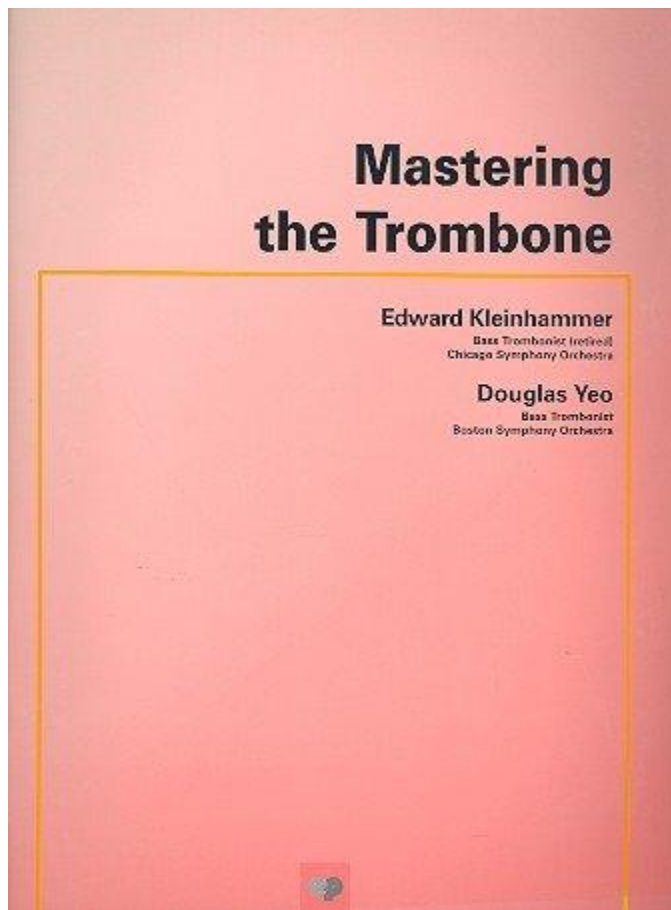 Mastering
the Trombone
Edward Kleinhammer
Bass Trombonist (retired)
Chicago Symphony Orchestra
Douglas Yeo
Bass Trombonist
Boston Symphony Orchestra